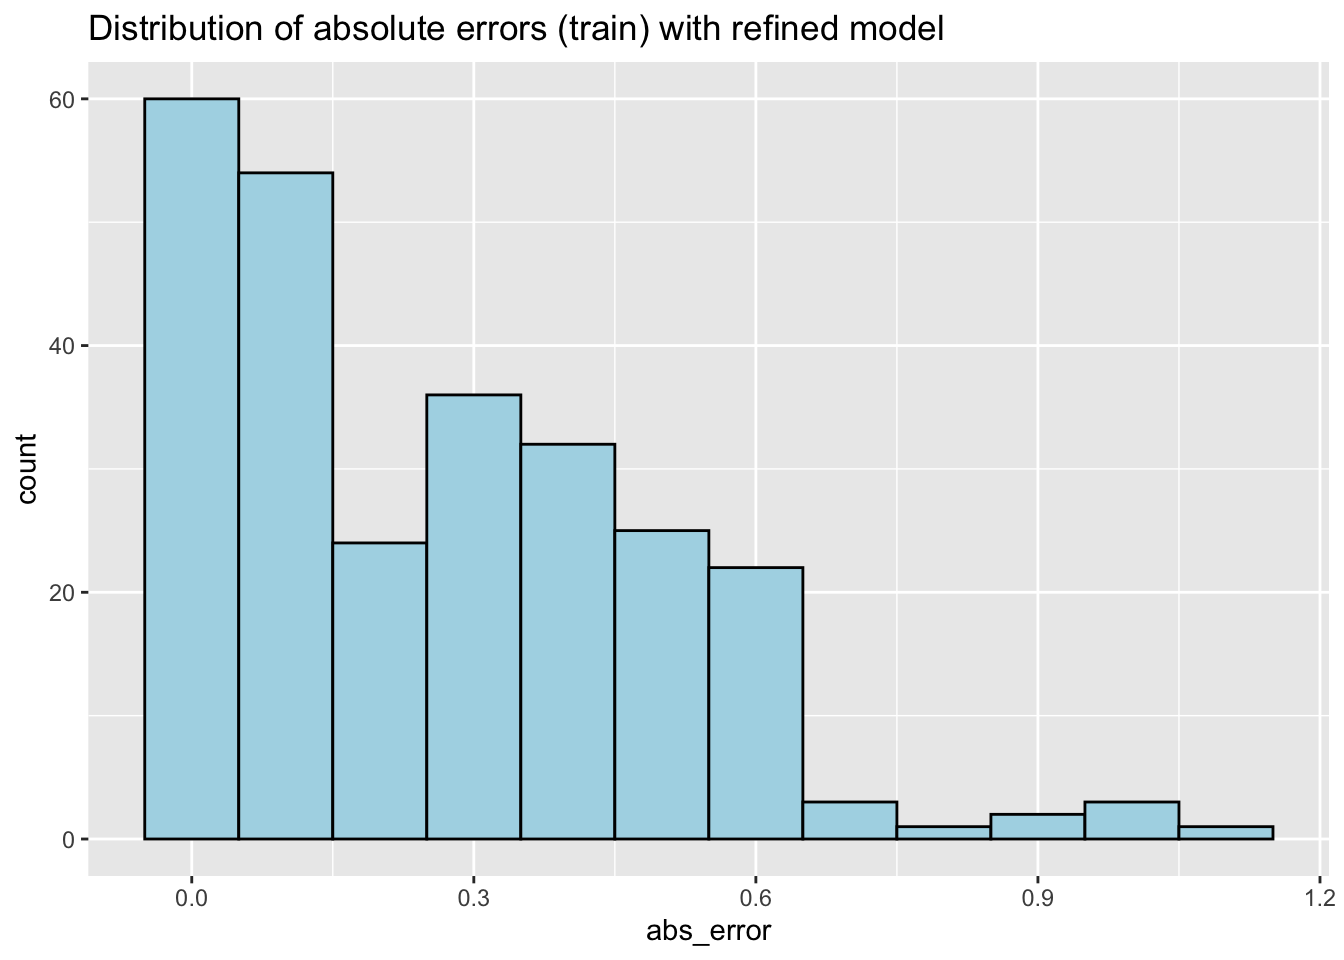 Distribution of absolute errors (train) with refined model
60
40
20
0
count
0.0 0.3 0.6 0.9 1.2
abs_error